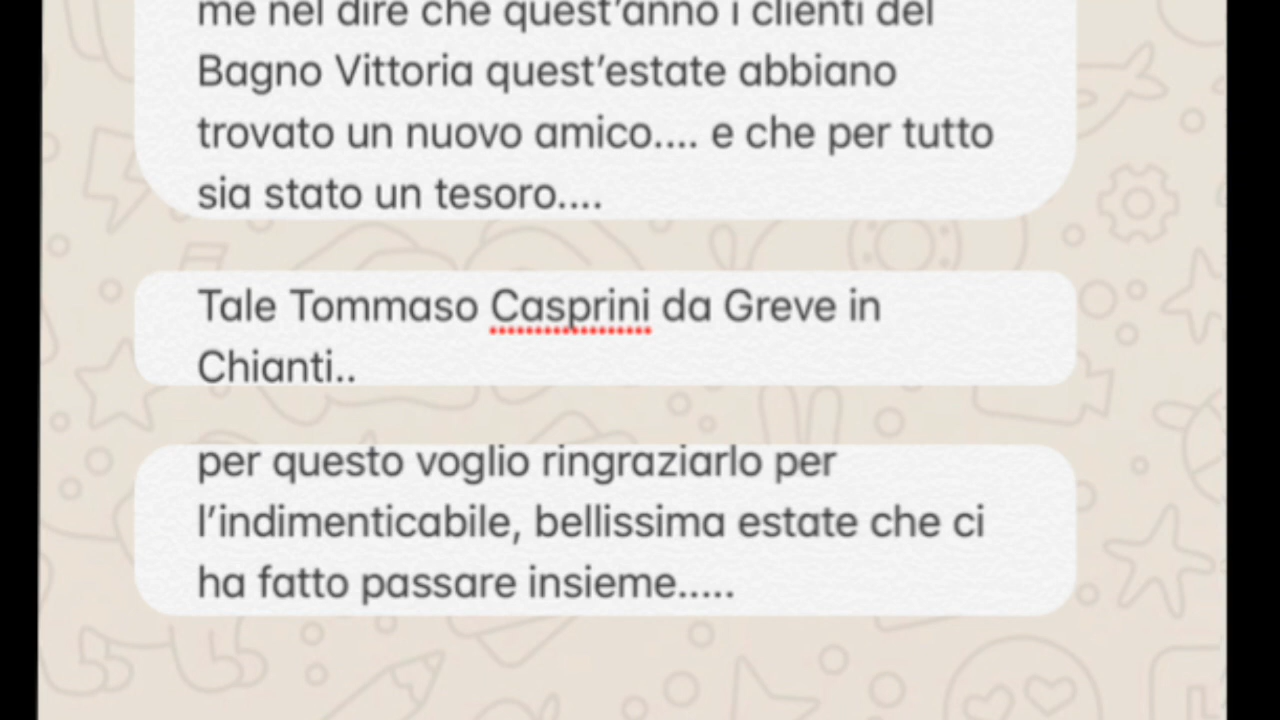 me nel dire che quest'anno i clienti del
Bagno Vittoria quest’estate abbiano
trovato un nuovo amico.... e che per tutto
sia stato un tesoro....
Tale Tommaso Casprini da Greve in
Chianti..
per questo voglio ringraziarlo per
l’indimenticabile, bellissima estate che ci
ha fatto passare insieme.....